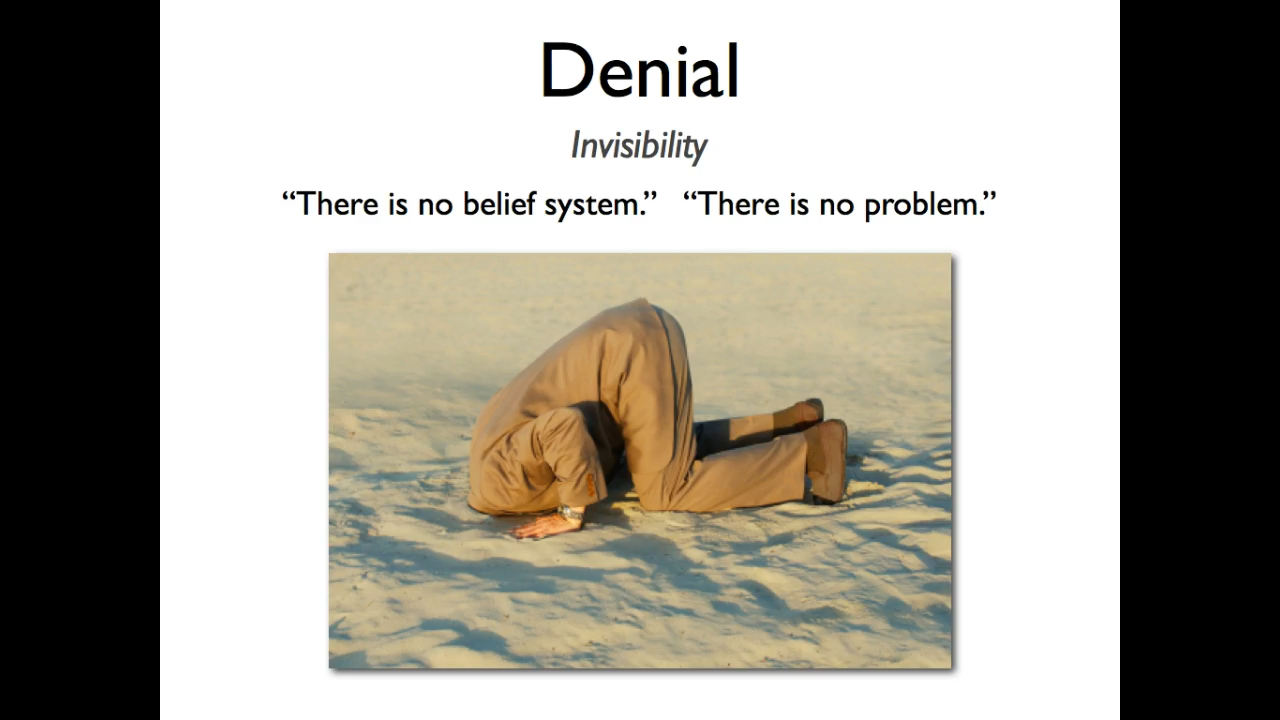 Denial
Invisibility
“There is no belief system.” “There is no problem.”